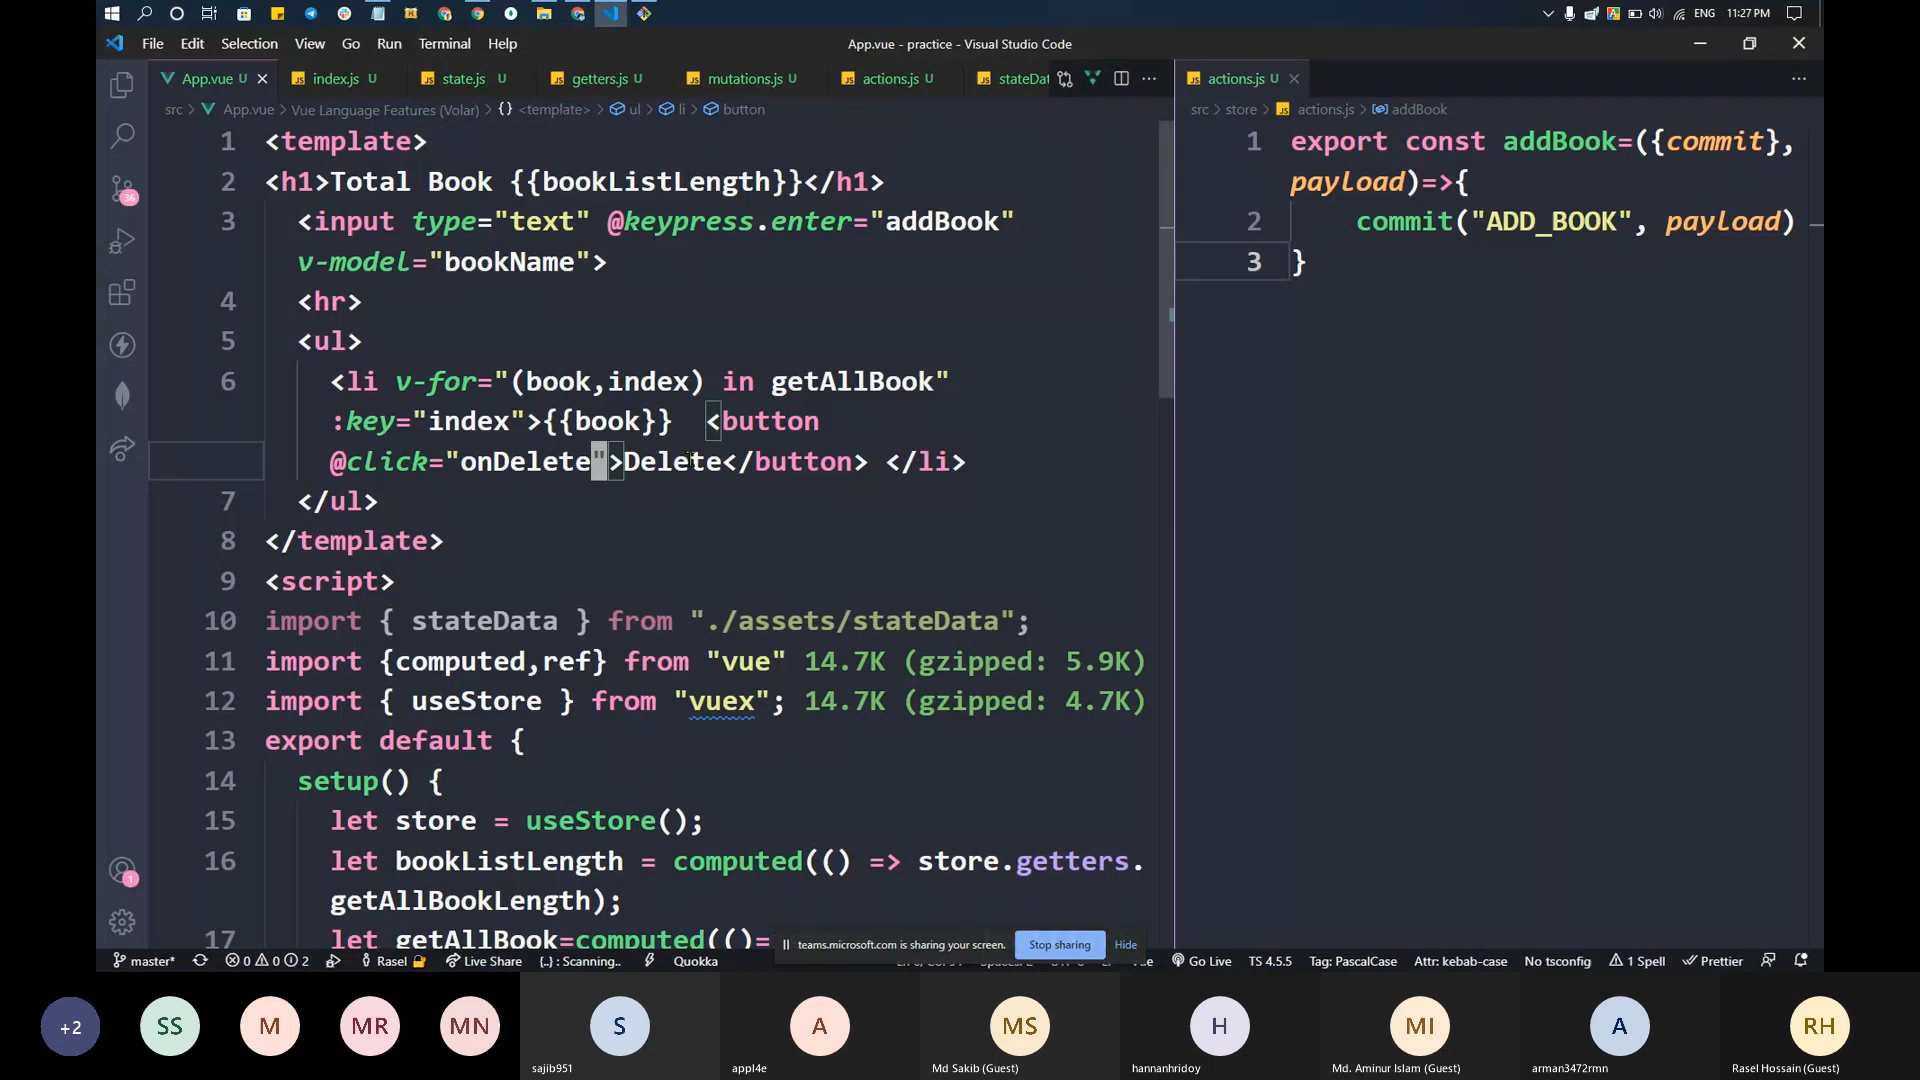 ENG 11:27 PM
File Edit Selection View Go Run Terminal Help
App.vue - practice - Visual Studio Code
App.vue U
index.js U
state.js U
getters.js U
mutations.js U
actions.js U
stateDat
actions.js U
src > App.vue > Vue Language Features (Volar) > {} <template> > ul > li > button
src > store > actions.js > addBook
1 <template>
2 <h1>Total Book {{bookListLength}}</h1>
3 <input type="text" @keypress.enter="addBook"
v-model="bookName">
4 <hr>
5 <ul>
6 <li v-for="(book,index) in getAllBook"
:key="index">{{book}} <button
@click="onDelete">Delete</button> </li>
7 </ul>
8 </template>
9 <script>
10 import { stateData } from "./assets/stateData";
11 import {computed,ref} from "vue" 14.7K (gzipped: 5.9K)
12 import { useStore } from "vuex"; 14.7K (gzipped: 4.7K)
13 export default {
14 setup() {
15 let store = useStore();
16 let bookListLength = computed(() => store.getters.
getAllBookLength);
17 let getAllBook=computed(()=
1 export const addBook=({commit},
payload)=>{
2 commit("ADD_BOOK", payload)
3 }
36
1
teams.microsoft.com is sharing your screen. Stop sharing Hide
master* 0 0 2 Rasel Live Share {..} : Scanning.. Quokka
Go Live TS 4.5.5 Tag: PascalCase Attr: kebab-case No tsconfig 1 Spell Prettier
+2 SS M MR MN S A MS H MI A RH
sajib951
appl4e
Md Sakib (Guest)
hannanhridoy
Md. Aminur Islam (Guest)
arman3472rmn
Rasel Hossain (Guest)